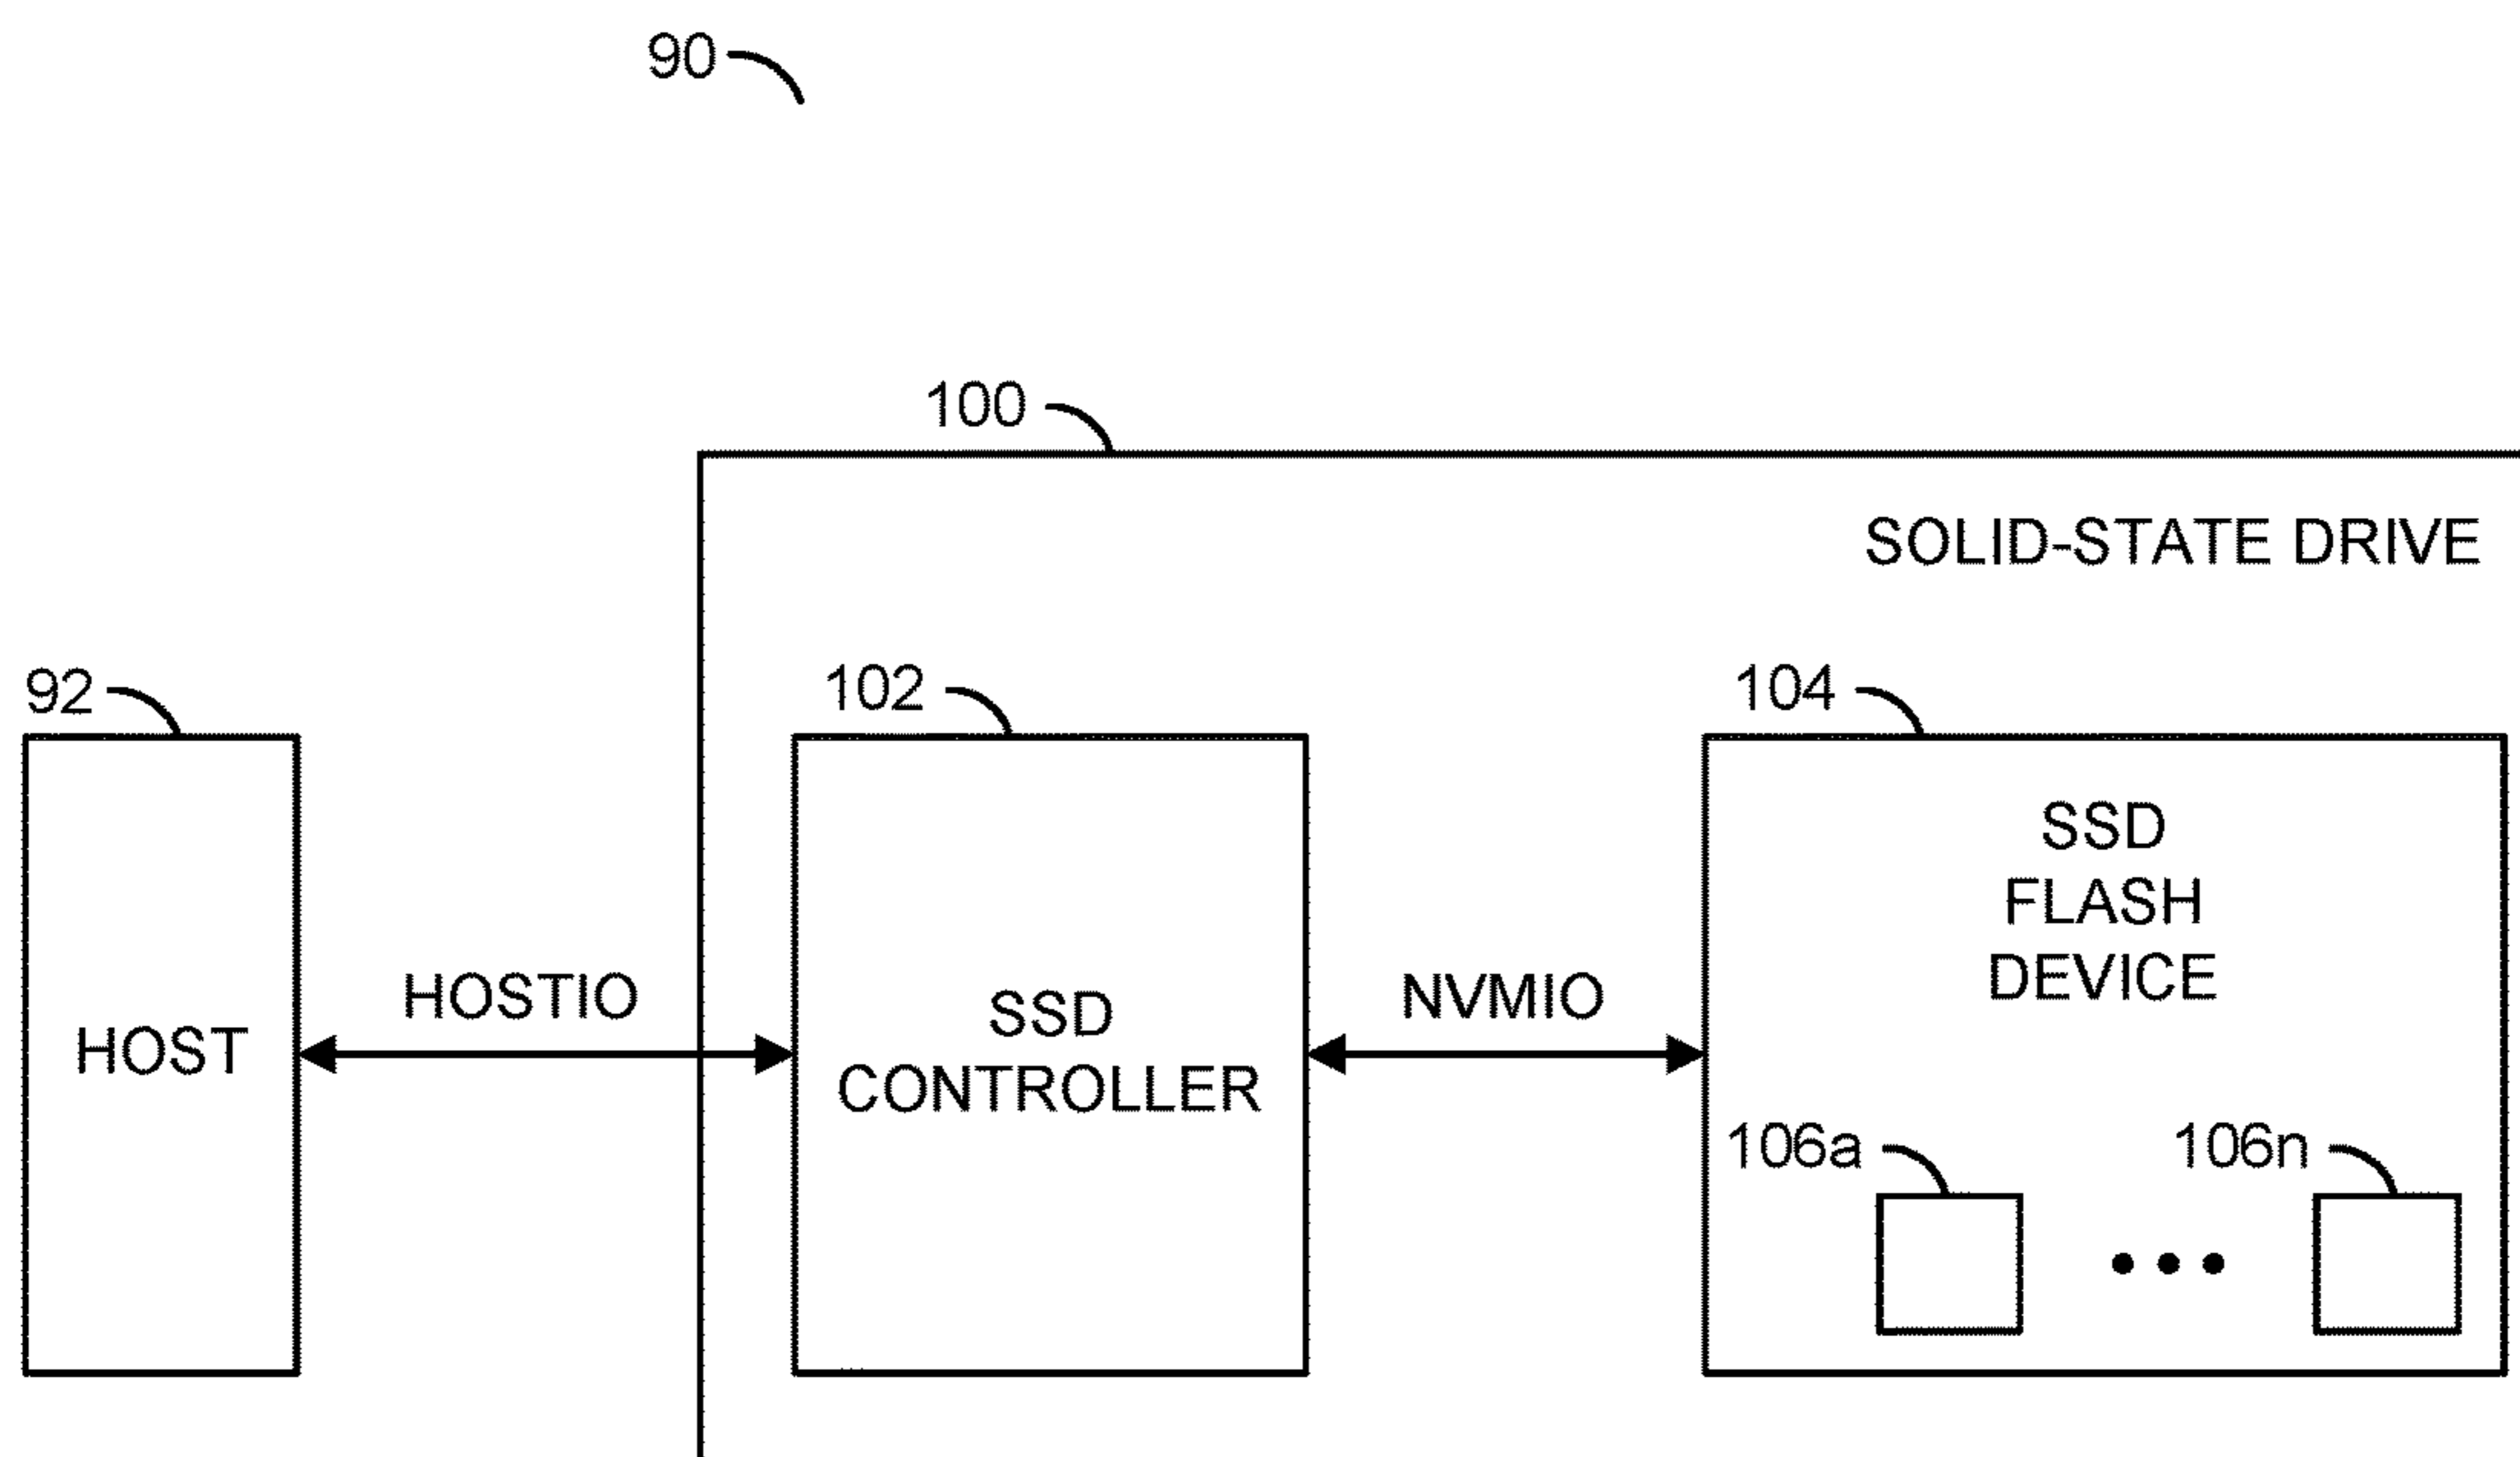 90
100
SOLID-STATE DRIVE
92
102
104
HOST
HOSTIO
SSD
CONTROLLER
NVMIO
SSD
FLASH
DEVICE
106a
106n